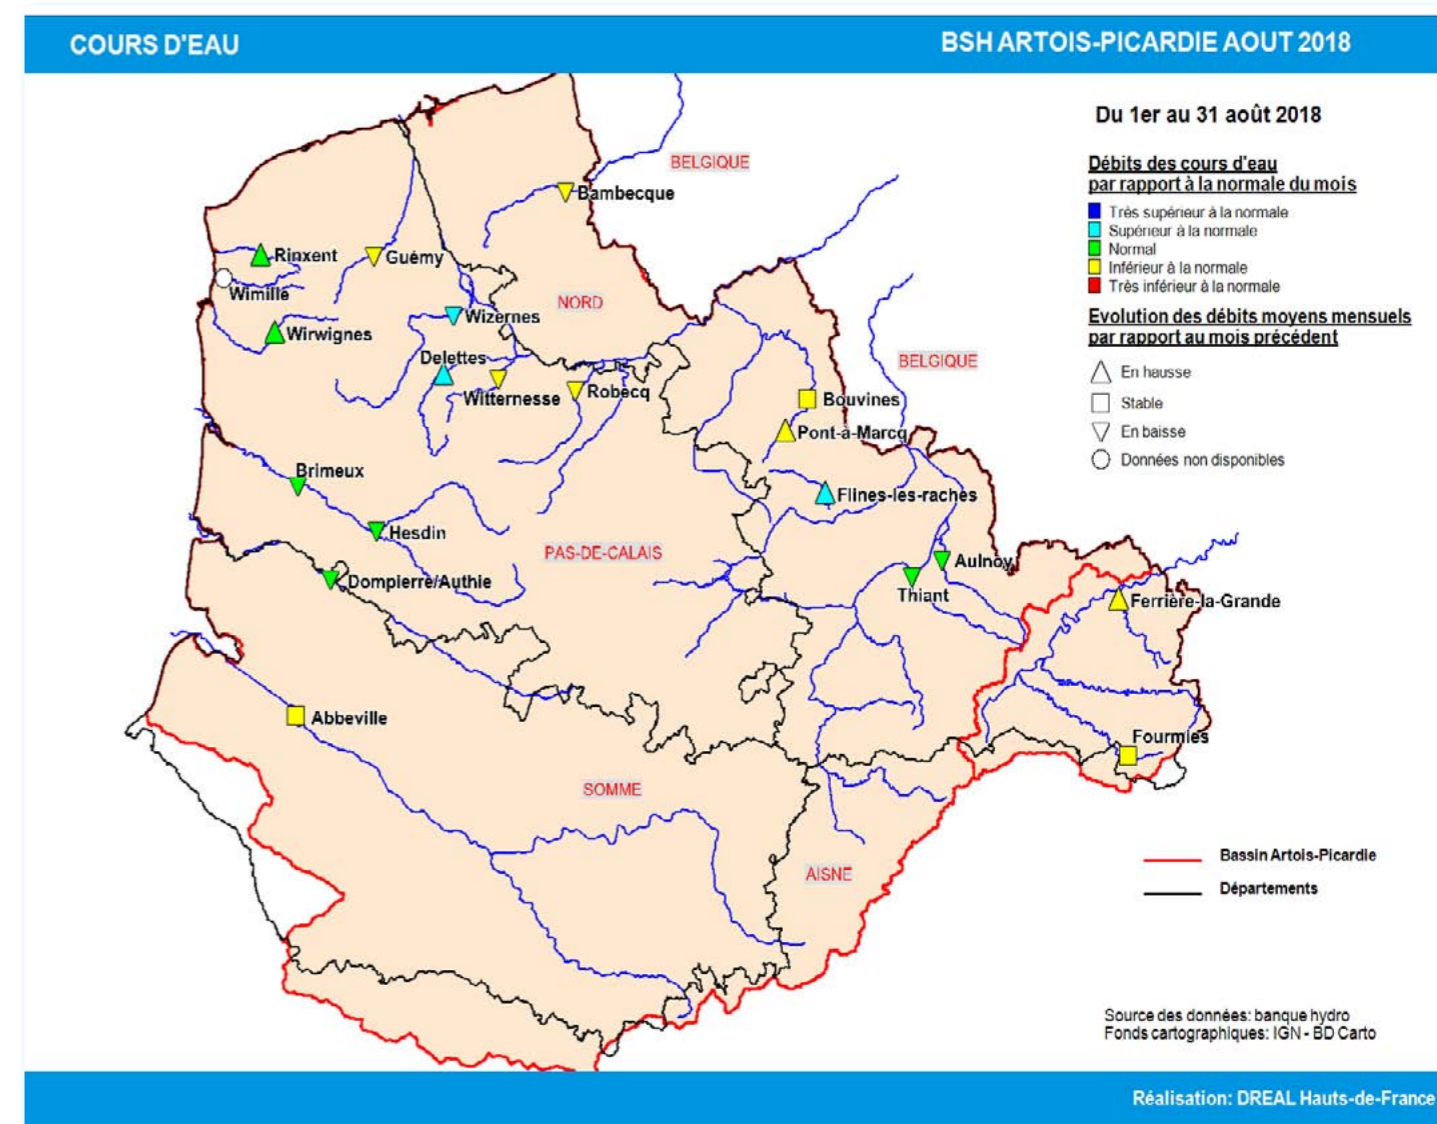 COURS D'EAU
BSH ARTOIS-PICARDIE AOUT 2018
Du 1er au 31 août 2018
Débits des cours d'eau
par rapport à la normale du mois
Très supérieur à la normale
Supérieur à la normale
Normal
Inférieur à la normale
Très inférieur à la normale
Evolution des débits moyens mensuels
par rapport au mois précédent
En hausse
Stable
En baisse
Données non disponibles
BELGIQUE
Bambecque
Rinxent
Guémy
Wimille
NORD
Wizernes
Wirwignes
Delettes
BELGIQUE
Witternesse
Robecq
Bouvines
Pont-à-Marcq
Brimeux
Flines-les-raches
Hesdin
PAS-DE-CALAIS
Aulnoy
Dompierre/Authie
Thiant
Ferrière-la-Grande
Abbeville
Fourmies
SOMME
AISNE
Bassin Artois-Picardie
Départements
Source des données: banque hydro
Fonds cartographiques: IGN - BD Carto
Réalisation: DREAL Hauts-de-France